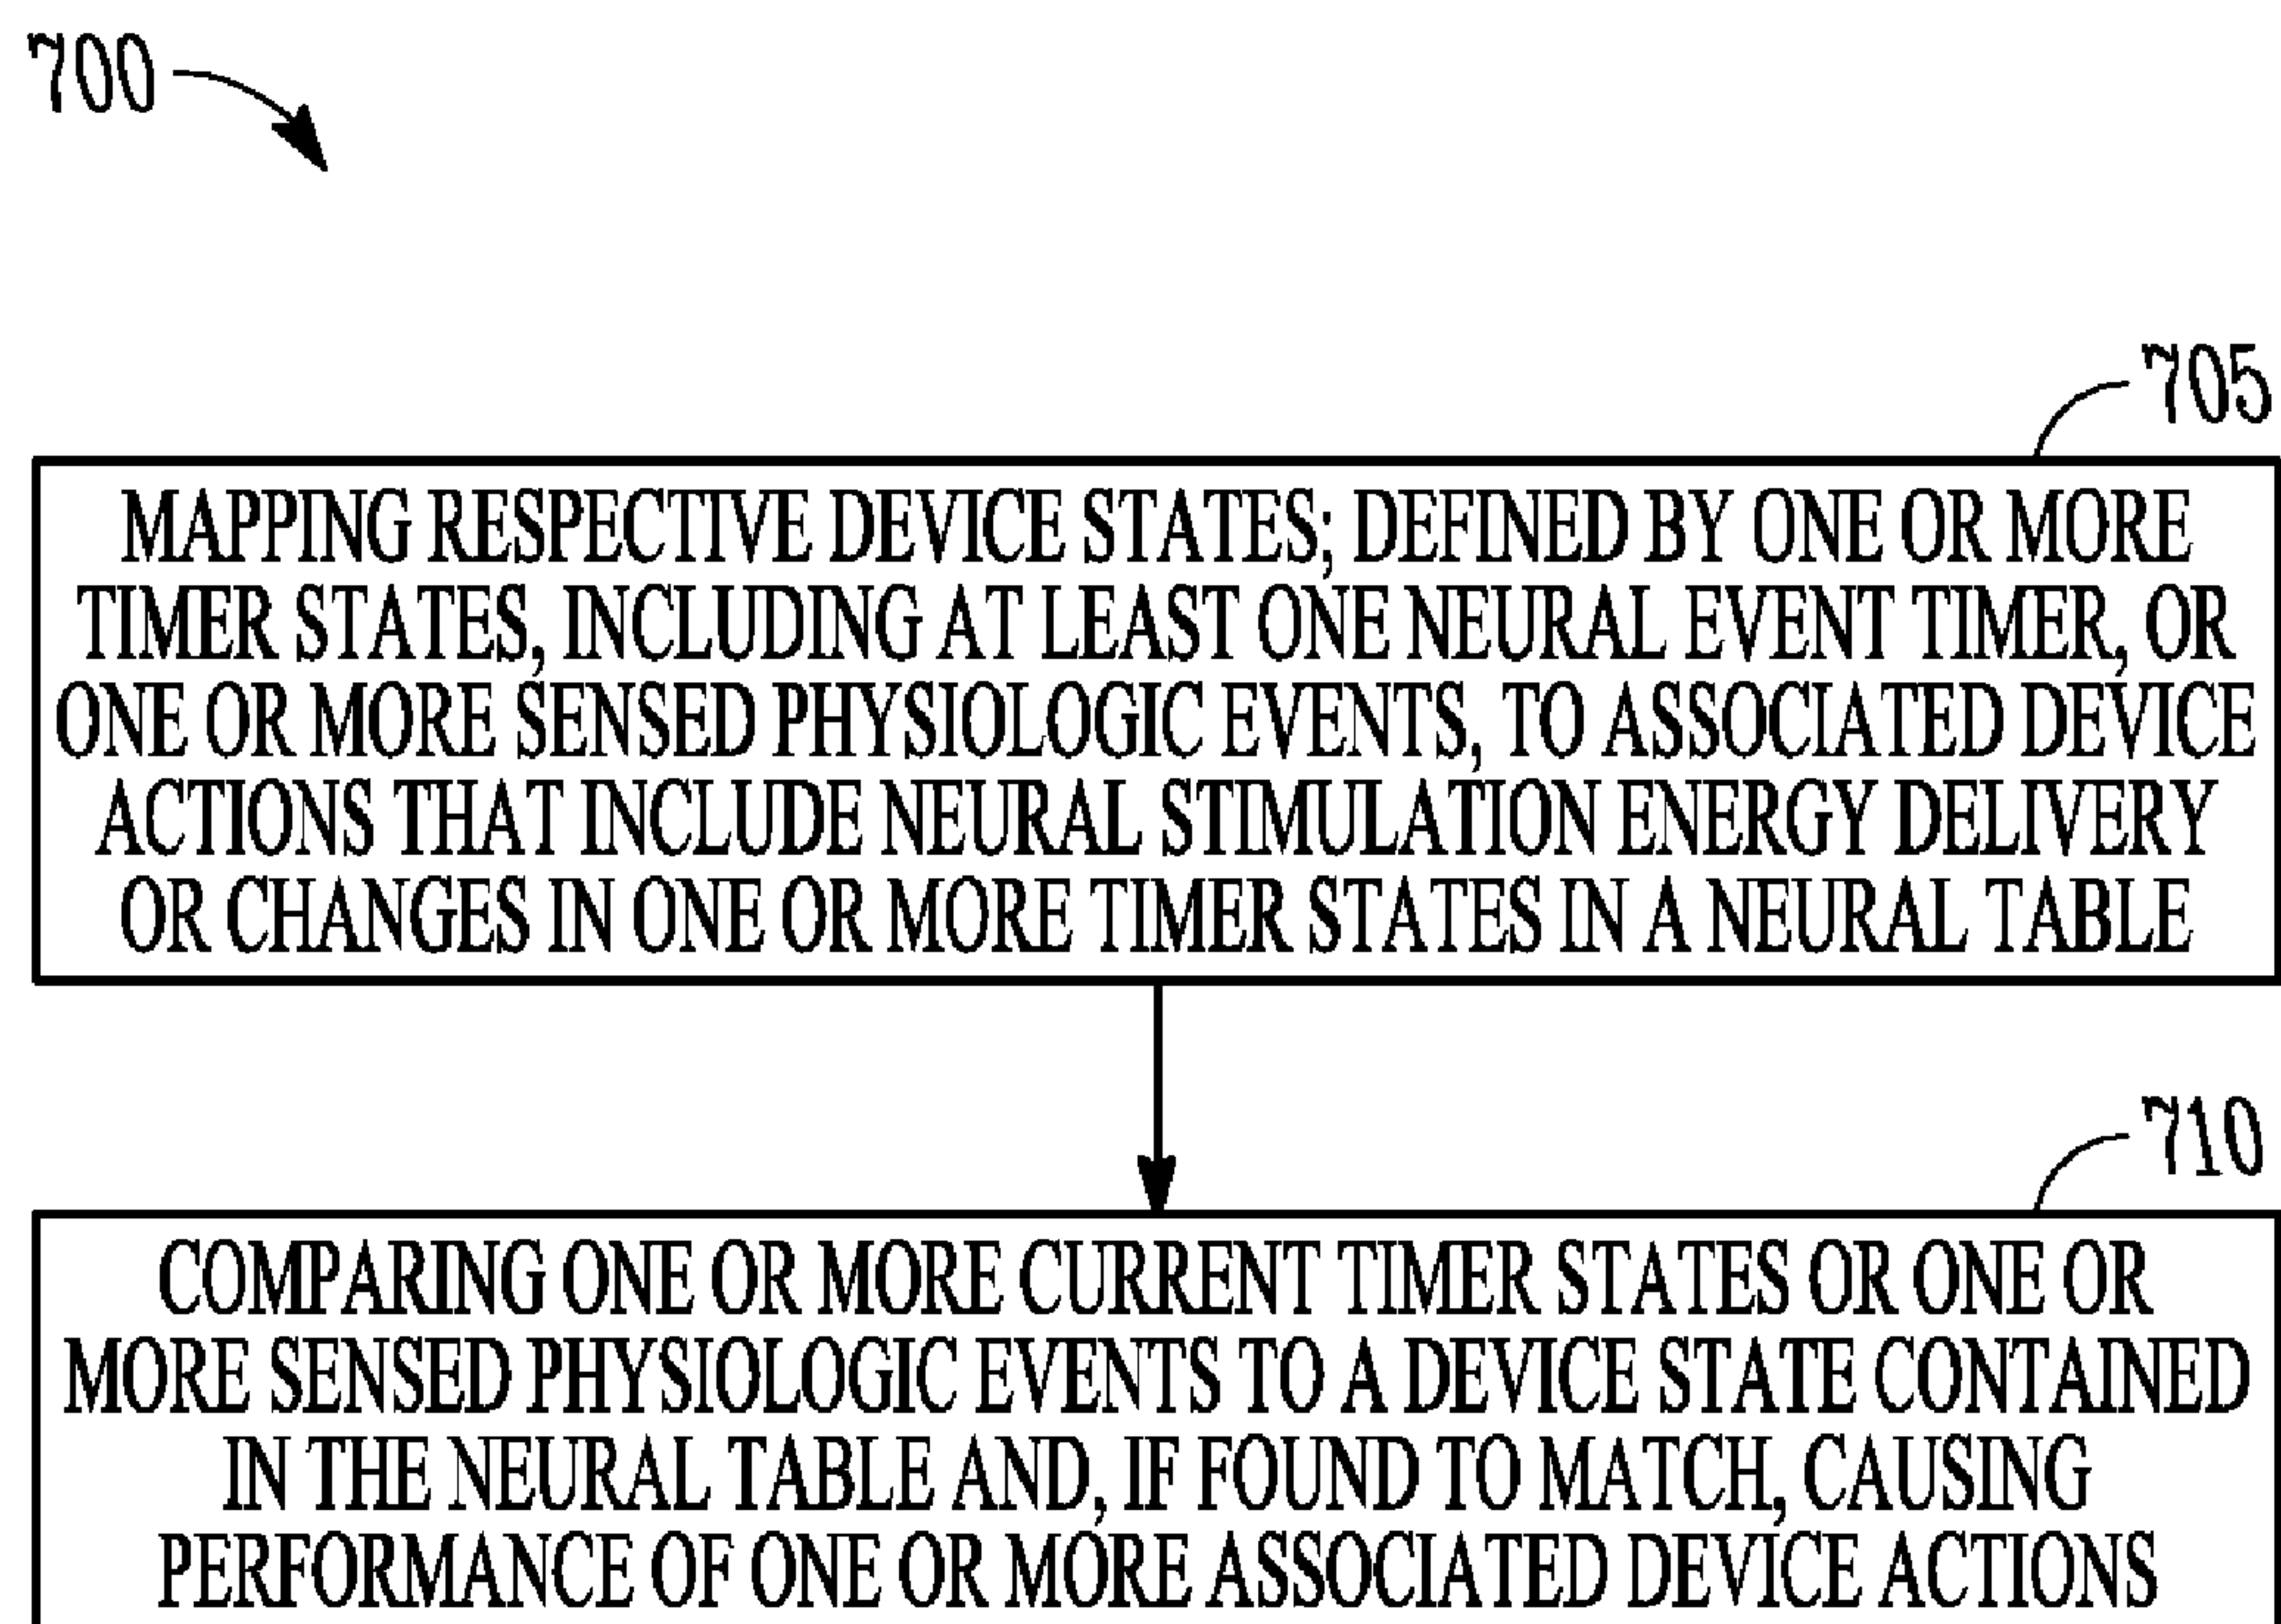 700
705
MAPPING RESPECTIVE DEVICE STATES; DEFINED BY ONE OR MORE
TIMER STATES, INCLUDING AT LEAST ONE NEURAL EVENT TIMER, OR
ONE OR MORE SENSED PHYSIOLOGIC EVENTS, TO ASSOCIATED DEVICE
ACTIONS THAT INCLUDE NEURAL STIMULATION ENERGY DELIVERY
OR CHANGES IN ONE OR MORE TIMER STATES IN A NEURAL TABLE
710
COMPARING ONE OR MORE CURRENT TIMER STATES OR ONE OR
MORE SENSED PHYSIOLOGIC EVENTS TO A DEVICE STATE CONTAINED
IN THE NEURAL TABLE AND, IF FOUND TO MATCH, CAUSING
PERFORMANCE OF ONE OR MORE ASSOCIATED DEVICE ACTIONS